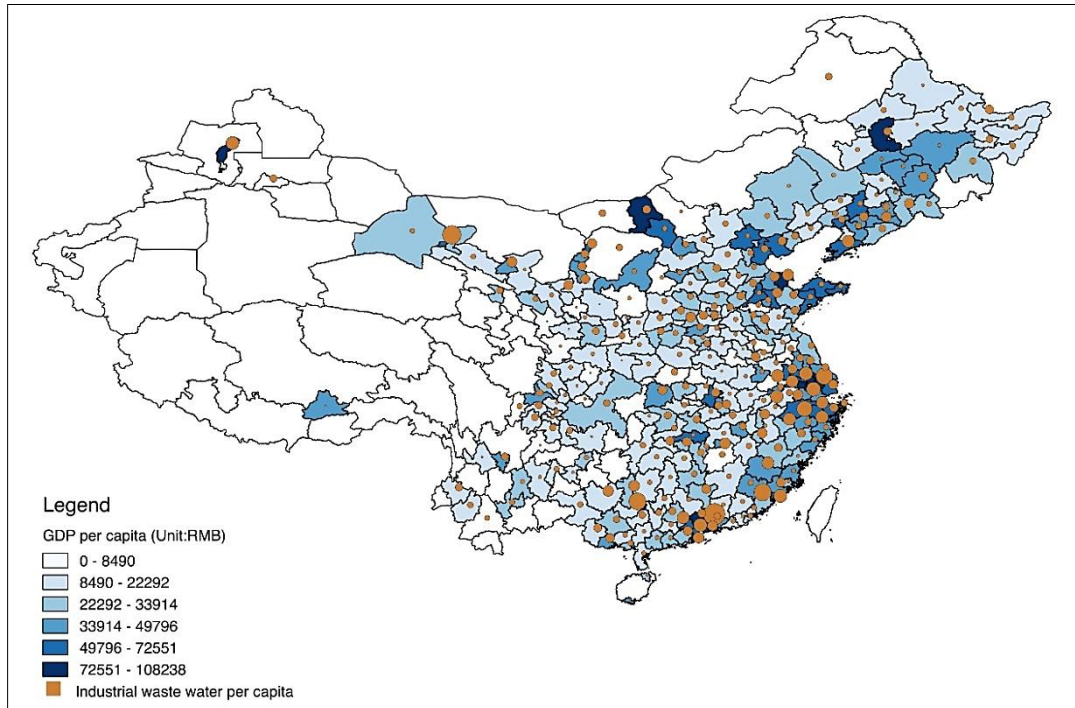 Legend
GDP per capita (Unit:RMB)
0 - 8490
8490 - 22292
22292 - 33914
33914 - 49796
49796 - 72551
72551 - 108238
Industrial waste water per capita